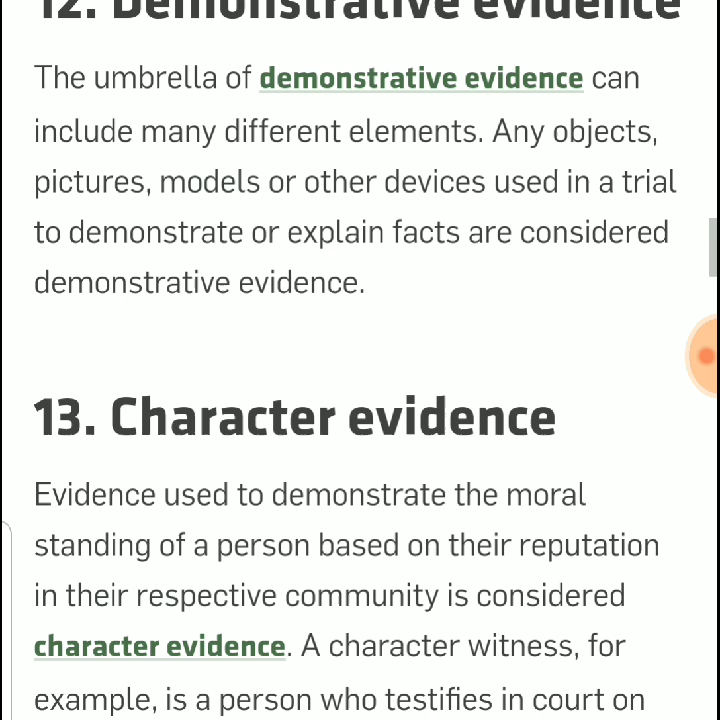 12. Demonstrative evidence
The umbrella of demonstrative evidence can
include many different elements. Any objects,
pictures, models or other devices used in a trial
to demonstrate or explain facts are considered
demonstrative evidence.
13. Character evidence
Evidence used to demonstrate the moral
standing of a person based on their reputation
in their respective community is considered
character evidence. A character witness, for
example, is a person who testifies in court on